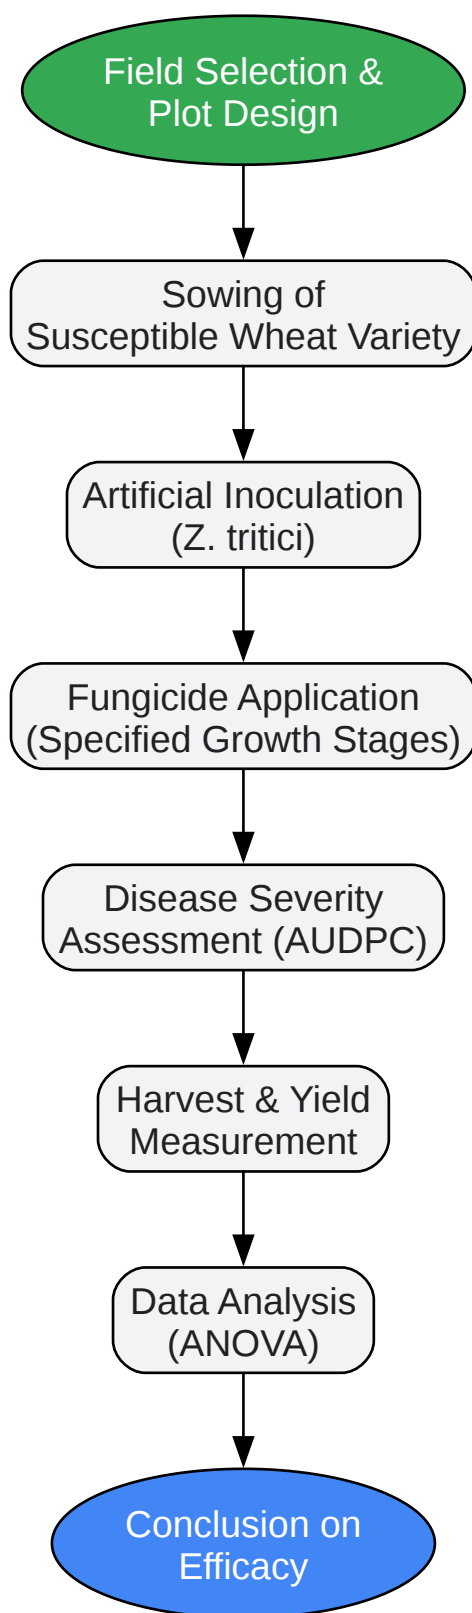 Field Selection &
Plot Design
Sowing of
Susceptible Wheat Variety
Artificial Inoculation
(Z. tritici)
Fungicide Application
(Specified Growth Stages)
Disease Severity
Assessment (AUDPC)
Harvest & Yield
Measurement
Data Analysis
(ANOVA)
Conclusion on
Efficacy